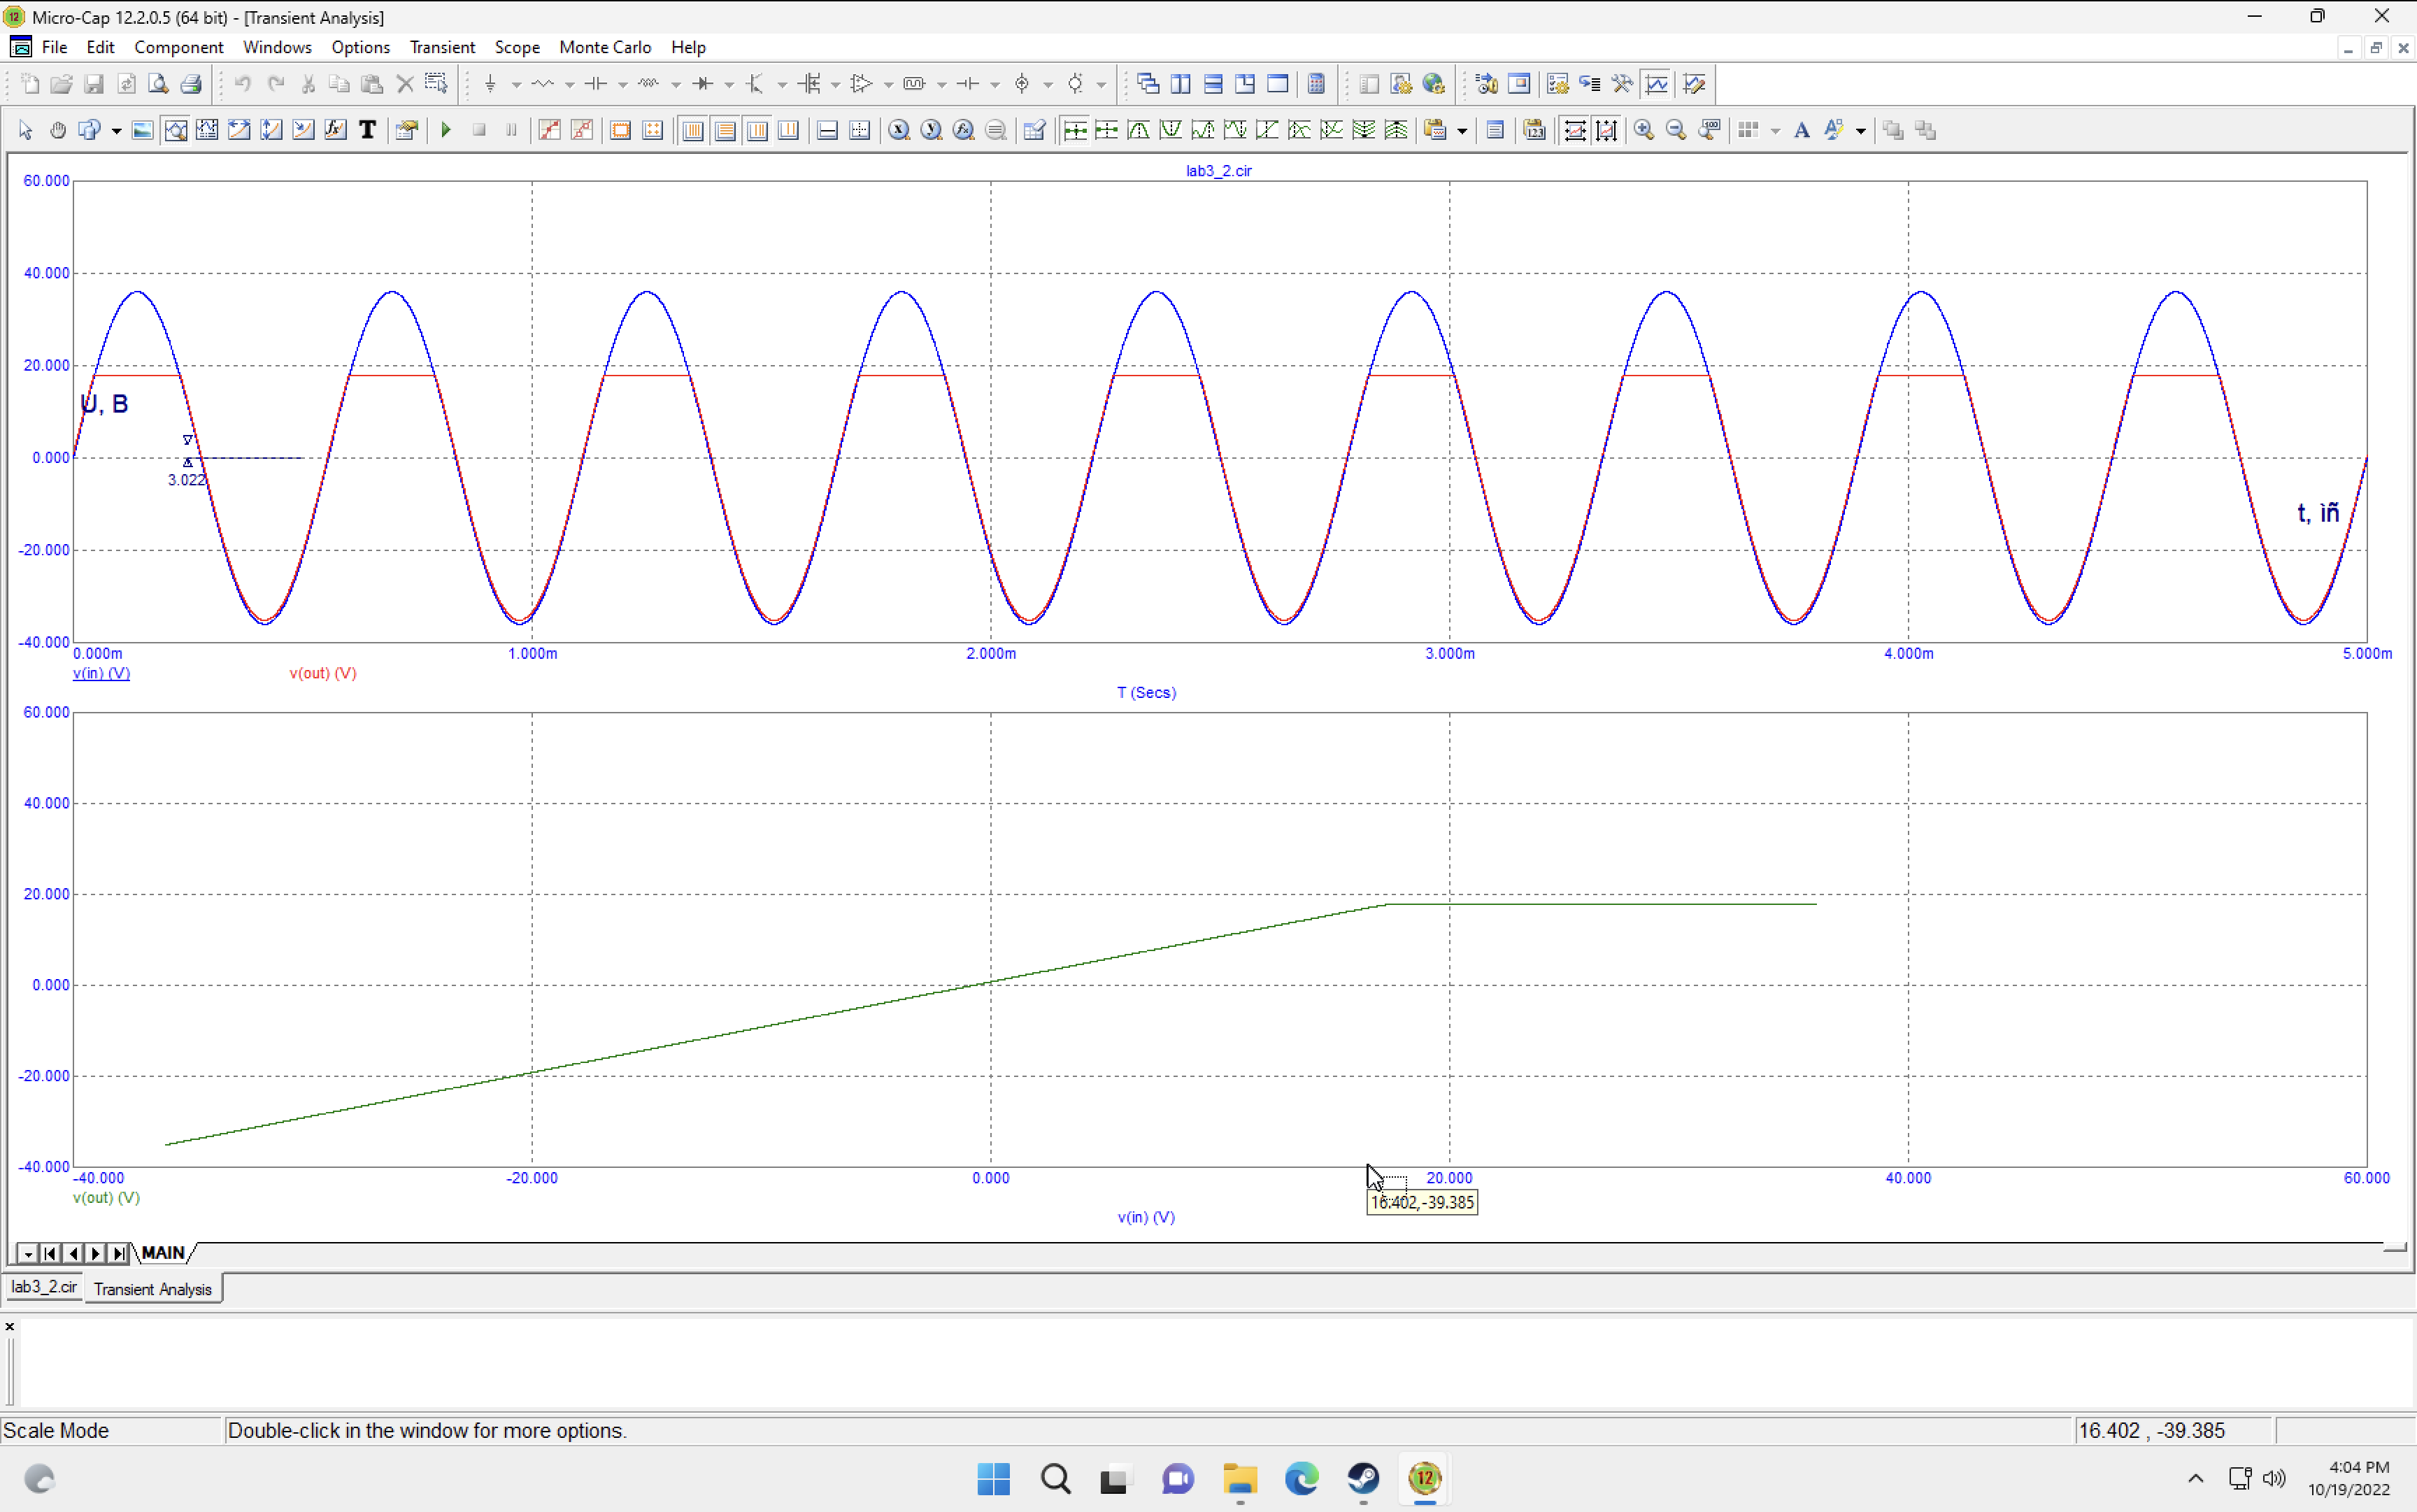 Micro-Cap 12.2.0.5 (64 bit) - [Transient Analysis]
File Edit Component Windows Options Transient Scope Monte Carlo Help
lab3_2.cir
60.000
40.000
20.000
U, B
0.000
3.022
t, ìñ
-20.000
-40.000
0.000m 1.000m 2.000m 3.000m 4.000m 5.000m
v(in) (V) v(out) (V)
T (Secs)
60.000
40.000
20.000
0.000
-20.000
-40.000
-40.000 -20.000 0.000 20.000 40.000 60.000
v(out) (V)
16.402,-39.385
v(in) (V)
MAIN
lab3_2.cir Transient Analysis
Scale Mode Double-click in the window for more options. 16.402 , -39.385
12
4:04 PM
10/19/2022